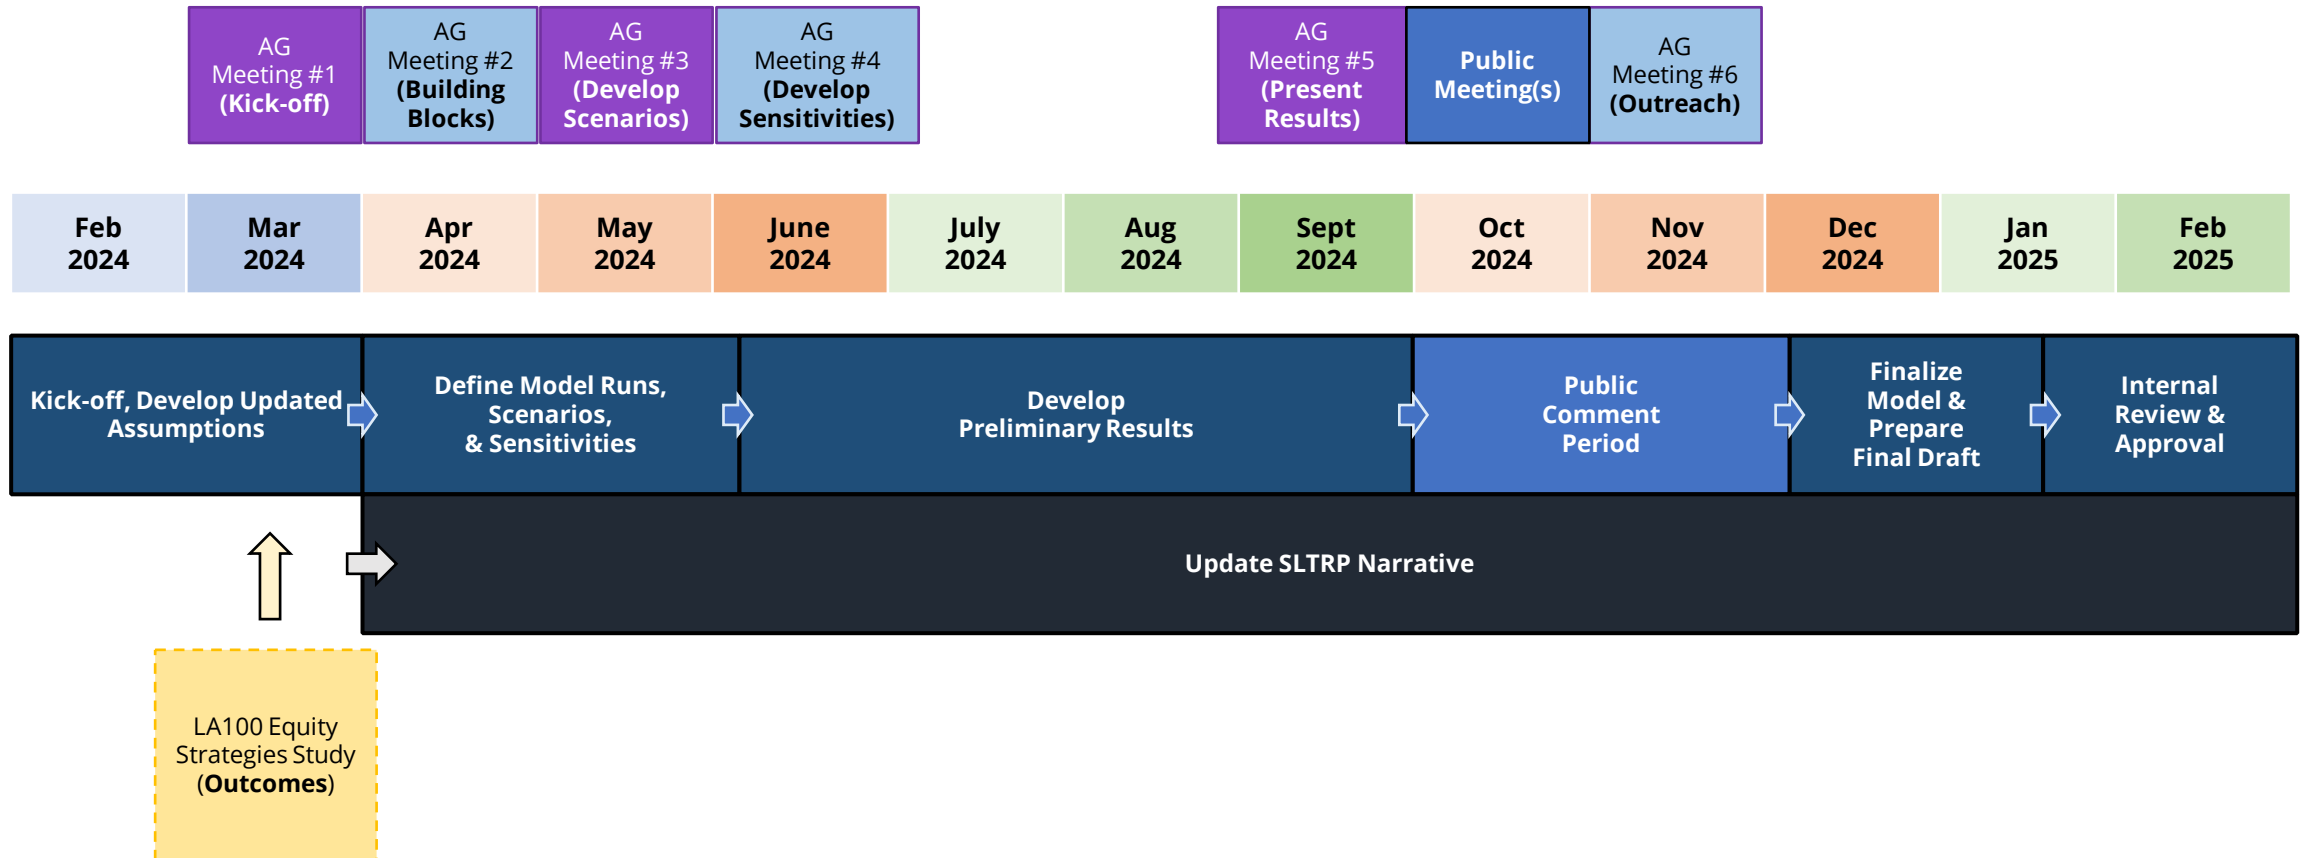 AG
Meeting #1
(Kick-off)
AG
Meeting #2
(Building
Blocks)
AG
Meeting #3
(Develop
Scenarios)
AG
Meeting #4
(Develop
Sensitivities)
AG
Meeting #5
(Present
Results)
Public
Meeting(s)
AG
Meeting #6
(Outreach)
Feb
2024
Mar
2024
Apr
2024
May
2024
June
2024
July
2024
Aug
2024
Sept
2024
Oct
2024
Nov
2024
Dec
2024
Jan
2025
Feb
2025
Kick-off, Develop Updated
Assumptions
Define Model Runs,
Scenarios,
& Sensitivities
Develop
Preliminary Results
Public
Comment
Period
Finalize
Model &
Prepare
Final Draft
Internal
Review &
Approval
Update SLTRP Narrative
LA100 Equity
Strategies Study
(Outcomes)